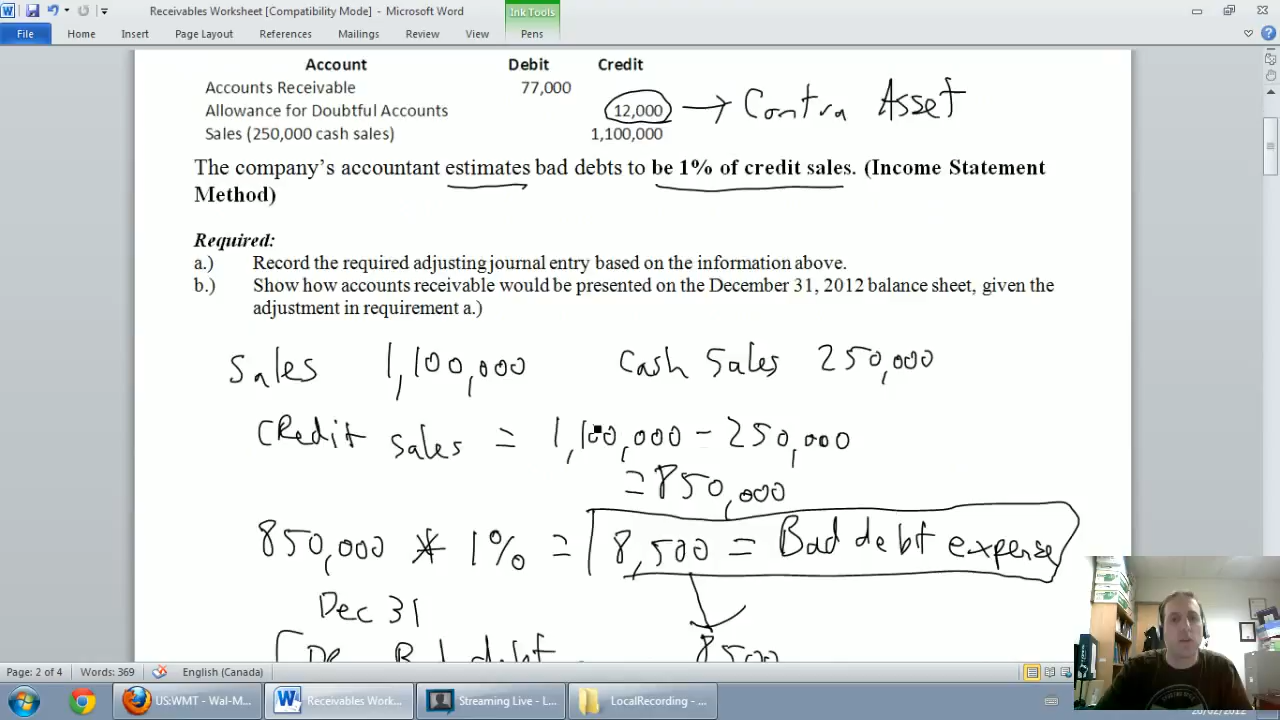 Receivables Worksheet [Compatibility Mode] - Microsoft Word
Ink Tools
File Home Insert Page Layout References Mailings Review View Pens
Account Debit Credit
Accounts Receivable 77,000
Allowance for Doubtful Accounts 12,000 → Contra Asset
Sales (250,000 cash sales) 1,100,000
The company's accountant estimates bad debts to be 1% of credit sales. (Income Statement
Method)
Required:
a.) Record the required adjusting journal entry based on the information above.
b.) Show how accounts receivable would be presented on the December 31, 2012 balance sheet, given the
adjustment in requirement a.)
Sales 1,100,000 Cash Sales 250,000
Credit sales = 1,100,000 - 250,000
= 850,000
850,000 * 1% = 8,500 = Bad debt expense
Dec 31
Dr Bad debt 8500
Page: 2 of 4 Words: 369 English (Canada)
US:WMT - Wal-M... Receivables Work... Streaming Live - L... LocalRecording - ...
20/02/2012